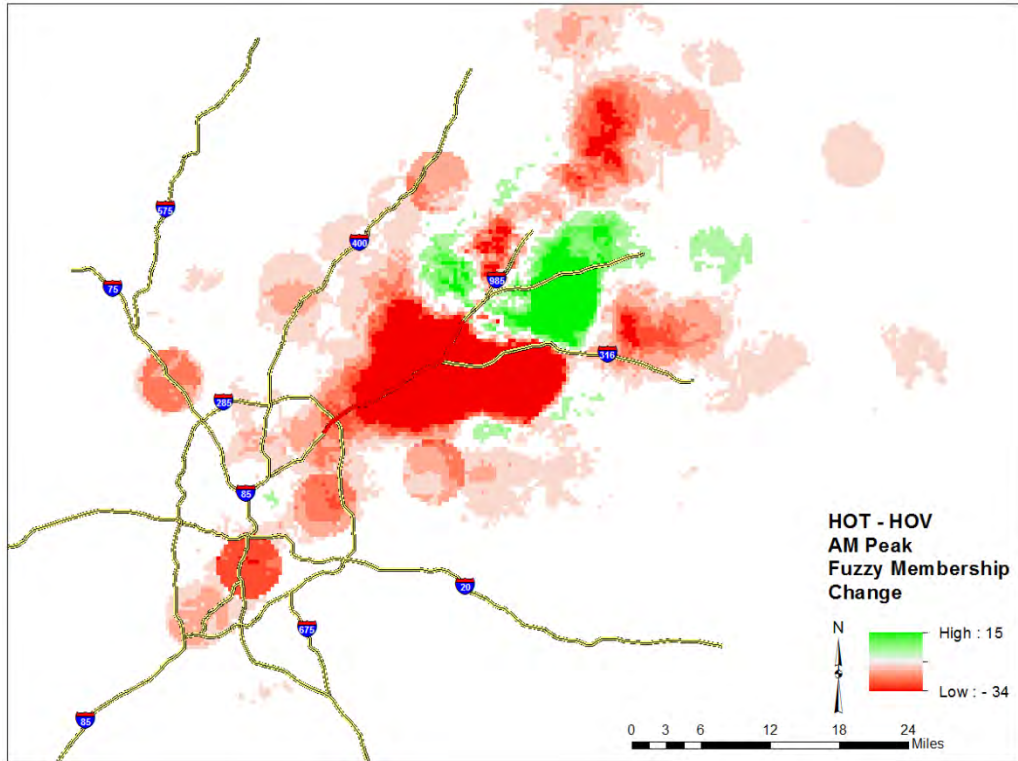 575
400
75
985
316
285
85
20
675
85
HOT - HOV
AM Peak
Fuzzy Membership
Change
N
High : 15
Low : - 34
0 3 6 12 18 24
Miles